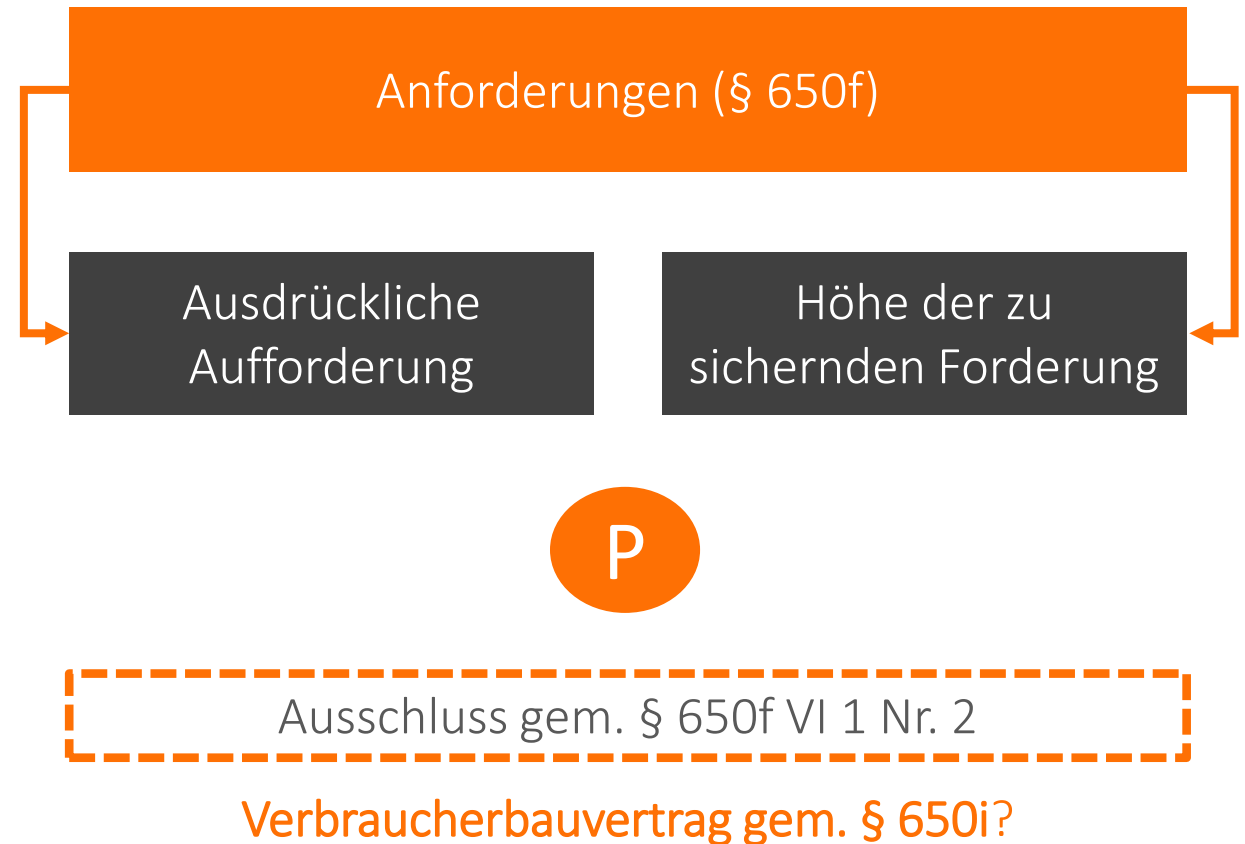 Anforderungen (§ 650f)
Ausdrückliche
Aufforderung
Höhe der zu
sichernden Forderung
P
Ausschluss gem. § 650f VI 1 Nr. 2
Verbraucherbauvertrag gem. § 650i?